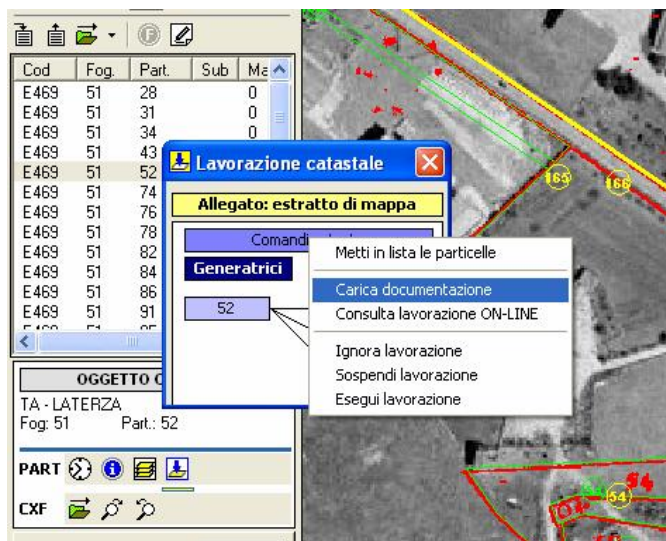 Cod Fog. Part. Sub Ma
E469 51 28 0
E469 51 31 0
E469 51 34 0
E469 51 43
E469 51 52
E469 51 74
E469 51 76
E469 51 78
E469 51 82
E469 51 84
E469 51 86
E469 51 91
Lavorazione catastale
Allegato: estratto di mappa
Comandi
Generatrici
52
Metti in lista le particelle
Carica documentazione
Consulta lavorazione ON-LINE
Ignora lavorazione
Sospendi lavorazione
Esegui lavorazione
OGGETTO
TA - LATERZA
Fog: 51 Part.: 52
PART
CXF
165
166
54
54